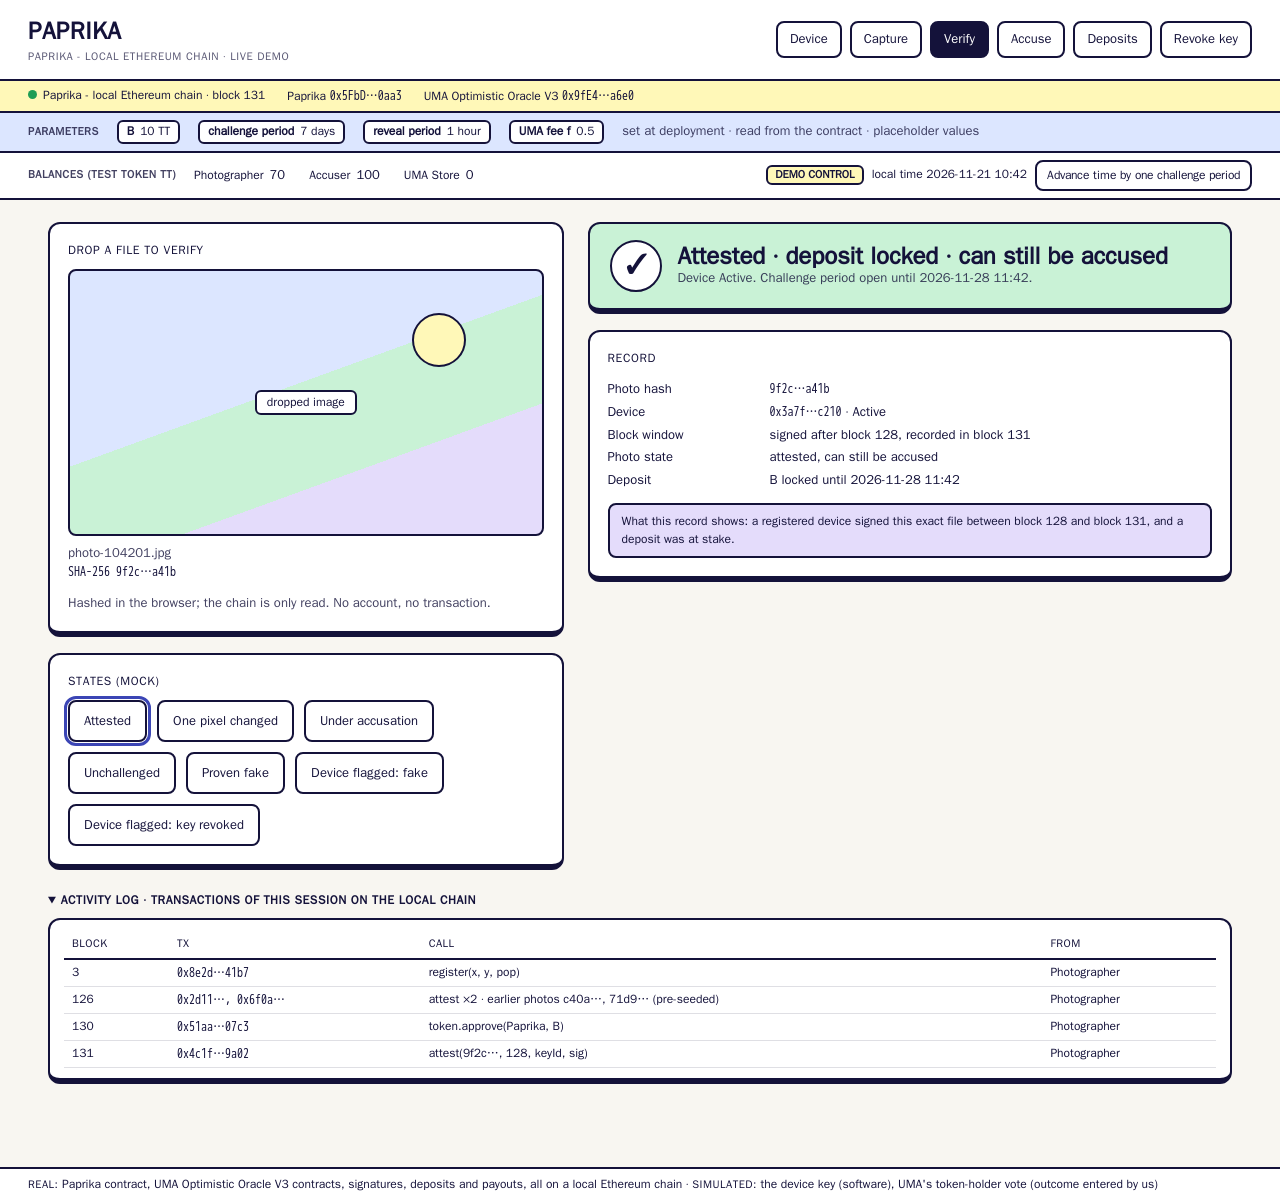 PAPRIKA
PAPRIKA - LOCAL ETHEREUM CHAIN · LIVE DEMO
Device
Capture
Verify
Accuse
Deposits
Revoke key
Paprika - local Ethereum chain · block 131 Paprika 0x5FbD···0aa3 UMA Optimistic Oracle V3 0x9fE4···a6e0
PARAMETERS B 10 TT challenge period 7 days reveal period 1 hour UMA fee f 0.5 set at deployment · read from the contract · placeholder values
BALANCES (TEST TOKEN TT) Photographer 70 Accuser 100 UMA Store 0 DEMO CONTROL local time 2026-11-21 10:42 Advance time by one challenge period
DROP A FILE TO VERIFY
dropped image
photo-104201.jpg
SHA-256 9f2c···a41b
Hashed in the browser; the chain is only read. No account, no transaction.
STATES (MOCK)
Attested
One pixel changed
Under accusation
Unchallenged
Proven fake
Device flagged: fake
Device flagged: key revoked
✓
Attested · deposit locked · can still be accused
Device Active. Challenge period open until 2026-11-28 11:42.
RECORD
Photo hash 9f2c···a41b
Device 0x3a7f···c210 · Active
Block window signed after block 128, recorded in block 131
Photo state attested, can still be accused
Deposit B locked until 2026-11-28 11:42
What this record shows: a registered device signed this exact file between block 128 and block 131, and a
deposit was at stake.
▼ ACTIVITY LOG · TRANSACTIONS OF THIS SESSION ON THE LOCAL CHAIN
BLOCK TX CALL FROM
3 0x8e2d···41b7 register(x, y, pop) Photographer
126 0x2d11···, 0x6f0a··· attest ×2 · earlier photos c40a···, 71d9··· (pre-seeded) Photographer
130 0x51aa···07c3 token.approve(Paprika, B) Photographer
131 0x4c1f···9a02 attest(9f2c···, 128, keyId, sig) Photographer
REAL: Paprika contract, UMA Optimistic Oracle V3 contracts, signatures, deposits and payouts, all on a local Ethereum chain · SIMULATED: the device key (software), UMA's token-holder vote (outcome entered by us)